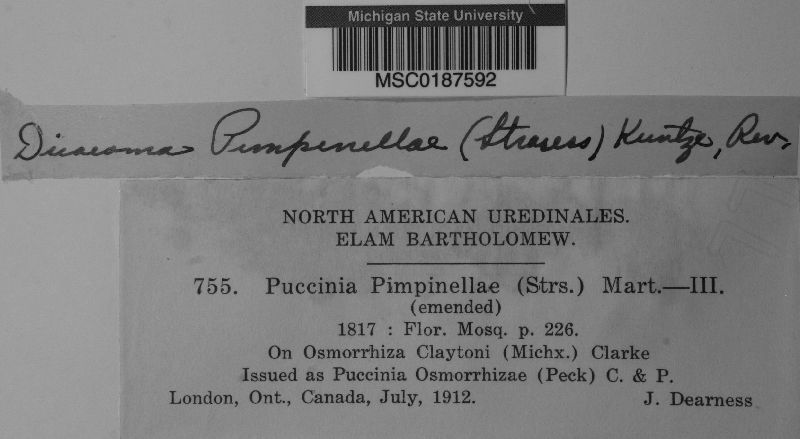 Michigan State University
MSC0187592
Dicaeoma Pimpinellae (Strauss) Kuntze, Rev.
NORTH AMERICAN UREDINALES.
ELAM BARTHOLOMEW.
755. Puccinia Pimpinellae (Strs.) Mart.—III.
(emended)
1817 : Flor. Mosq. p. 226.
On Osmorrhiza Claytoni (Michx.) Clarke
Issued as Puccinia Osmorrhizae (Peck) C. & P.
London, Ont., Canada, July, 1912. J. Dearness